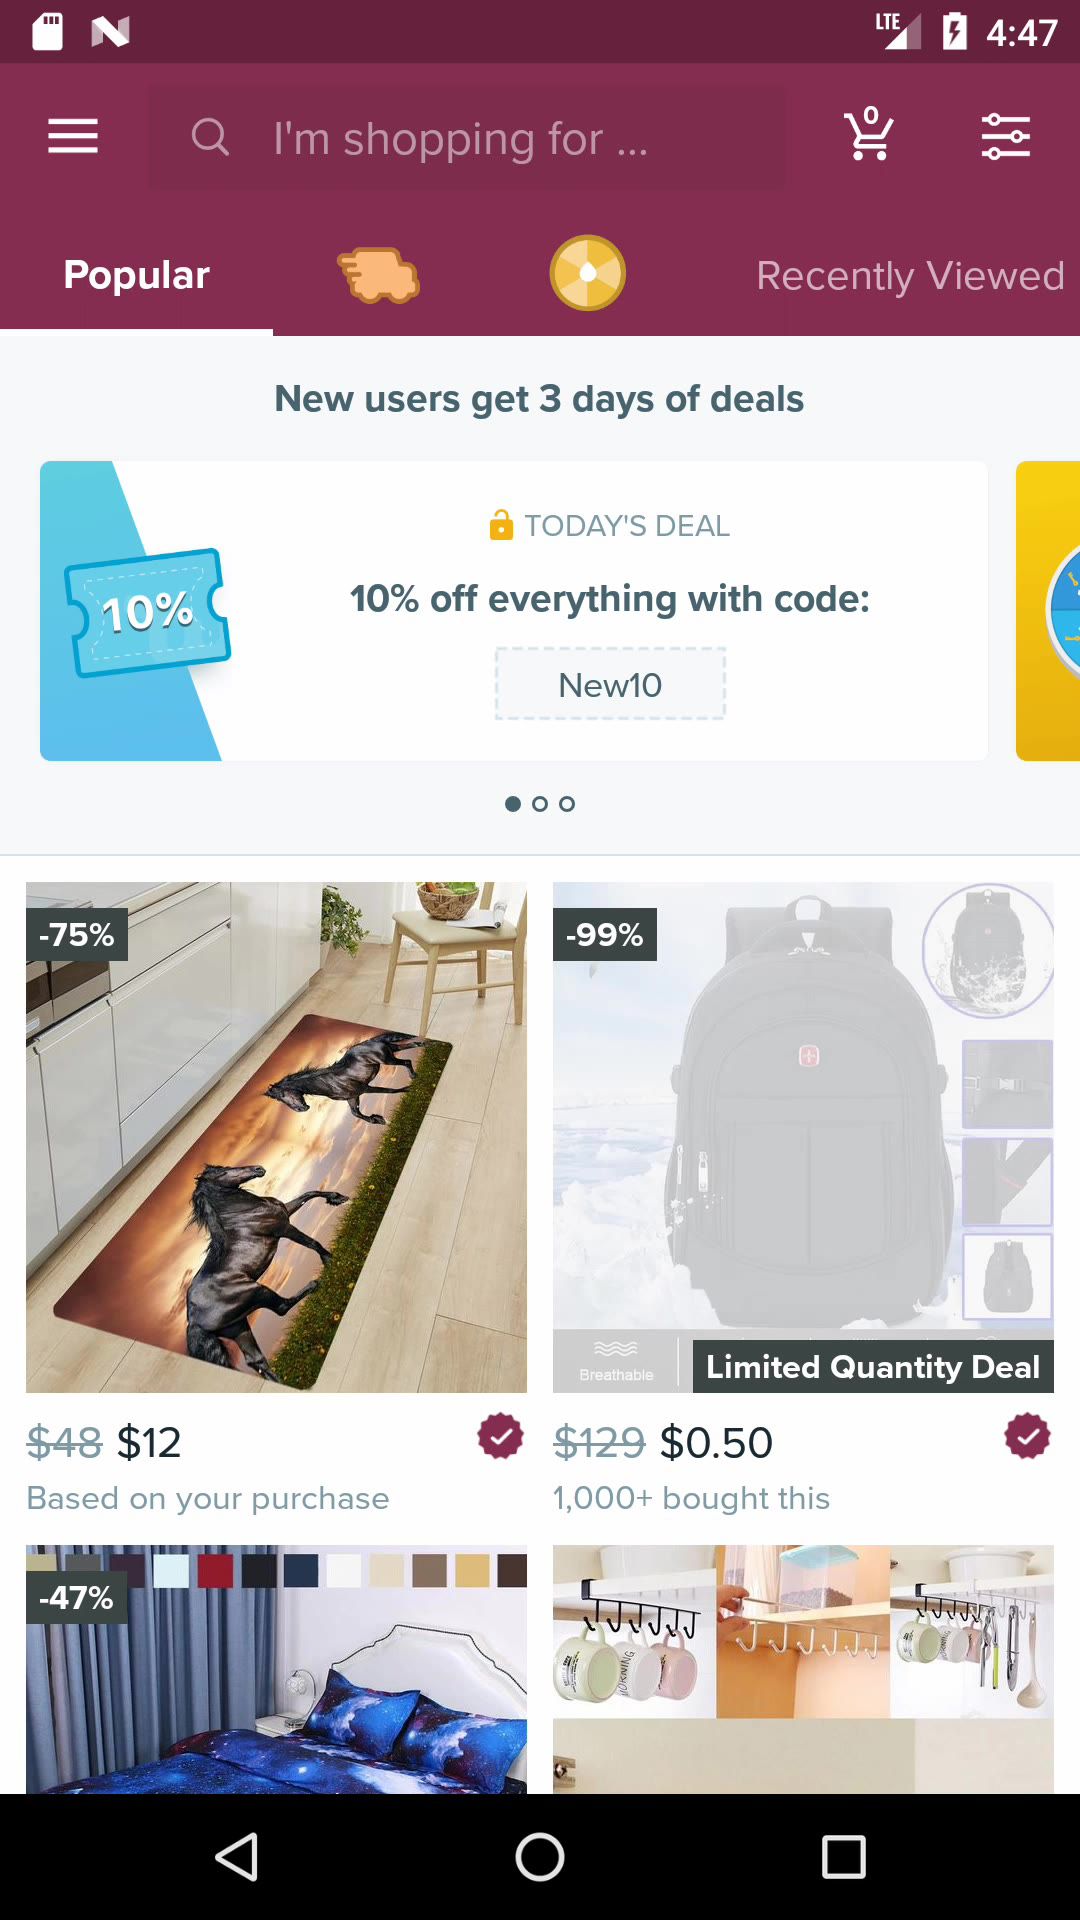 LTE 4:47
I'm shopping for ...
0
Popular
Recently Viewed
New users get 3 days of deals
TODAY'S DEAL
10%
10% off everything with code:
New10
-75%
-99%
Breathable
Limited Quantity Deal
$48 $12
$129 $0.50
Based on your purchase
1,000+ bought this
-47%
MORNING